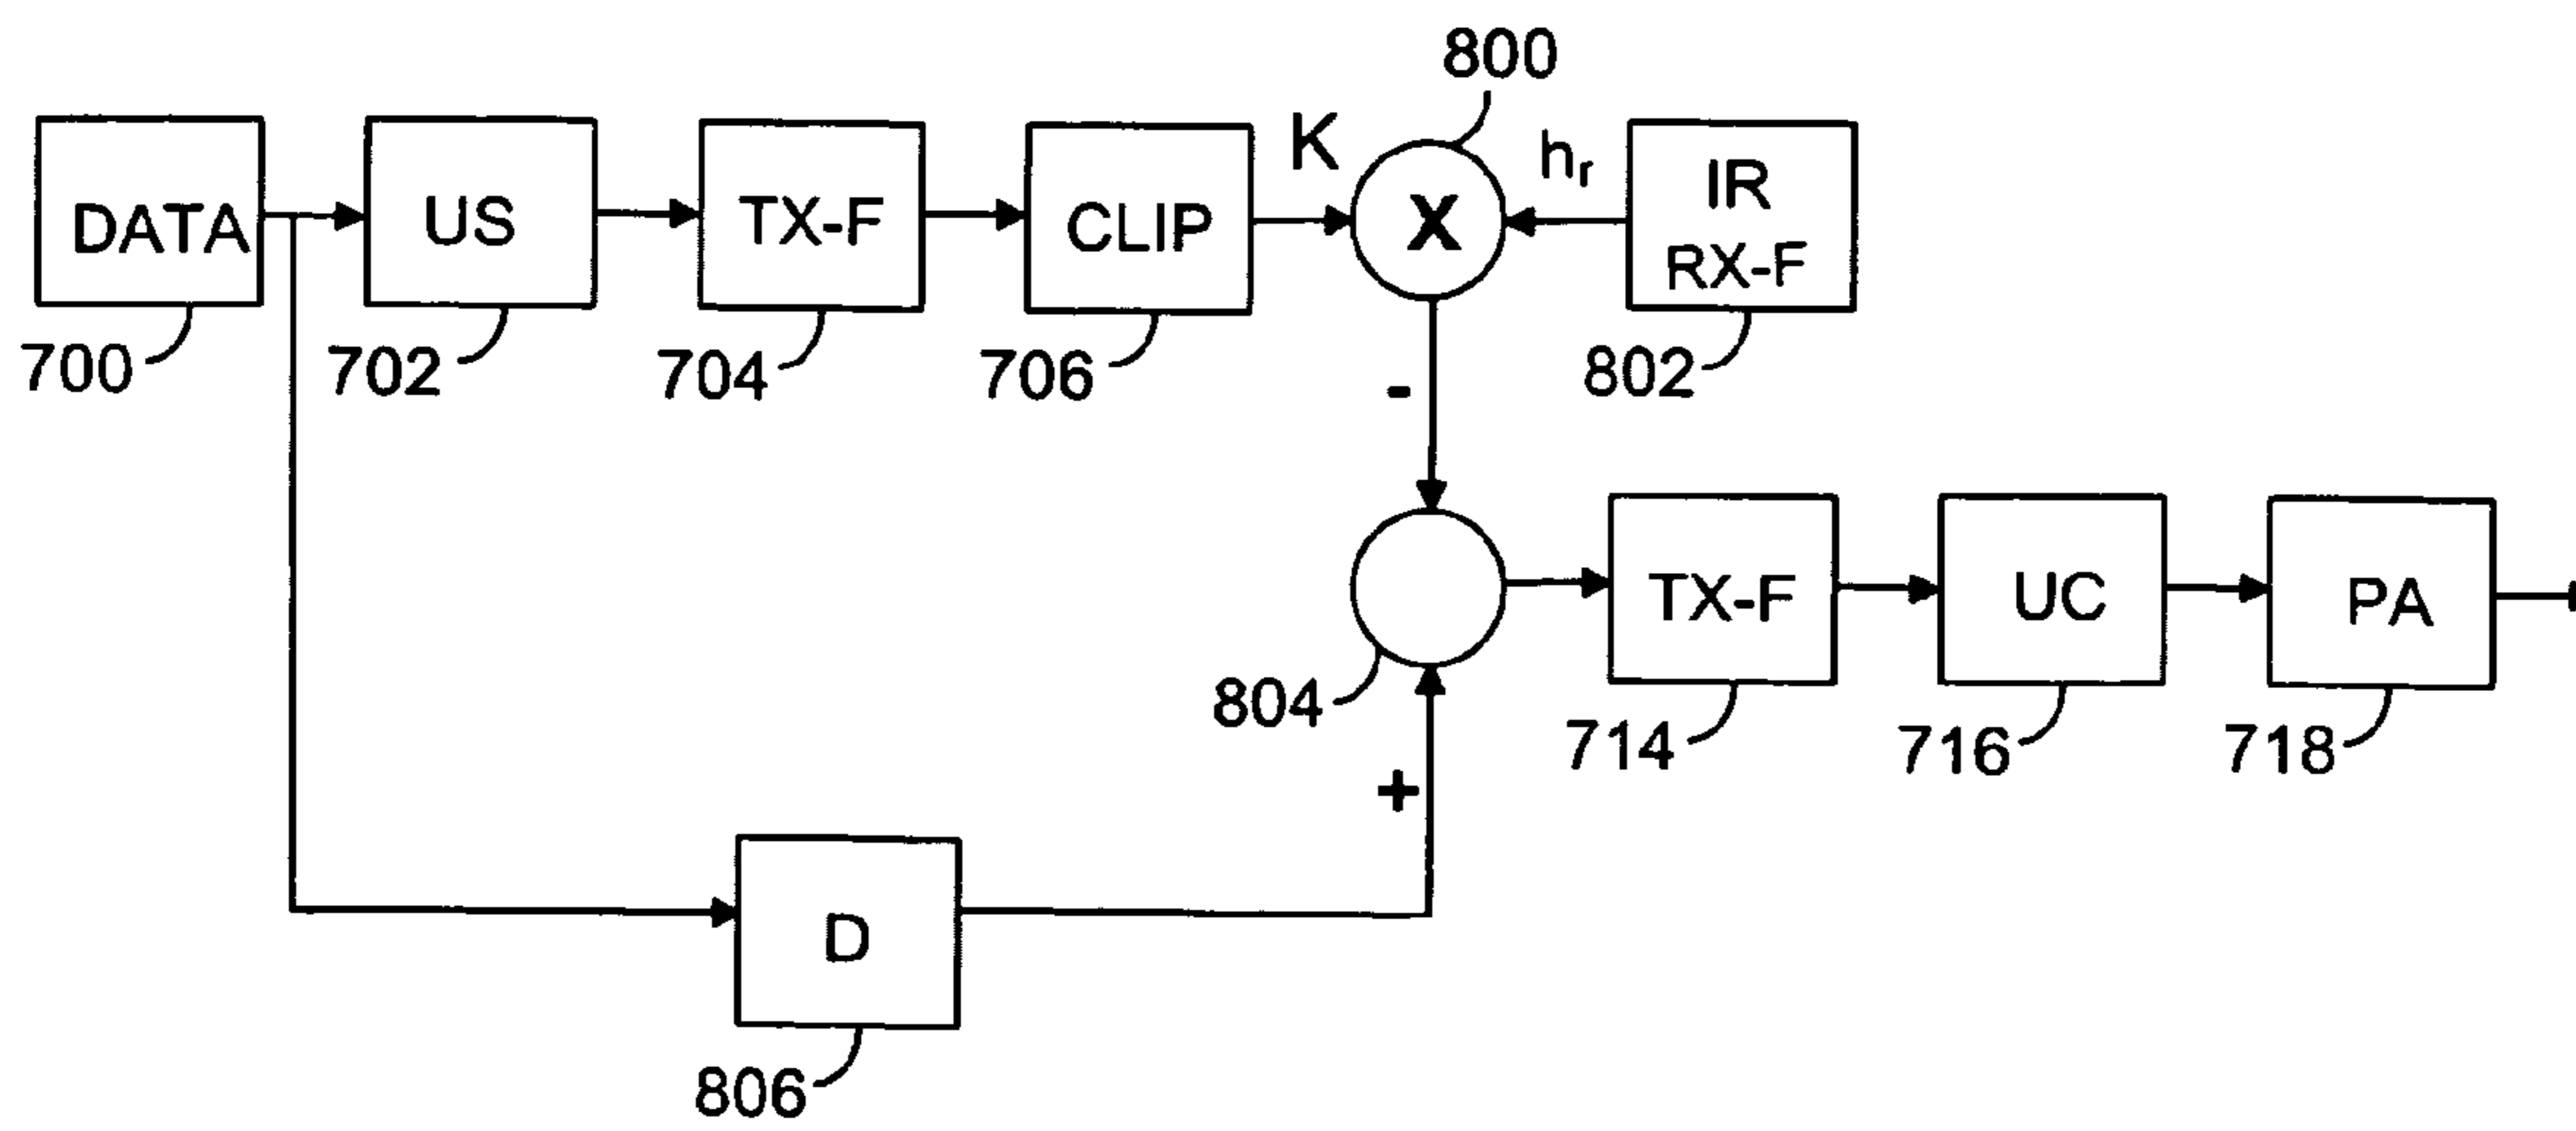 800
K
hr
DATA
US
TX-F
CLIP
X
IR
RX-F
700
702
704
706
802
-
TX-F
UC
PA
804
714
716
718
+
D
806